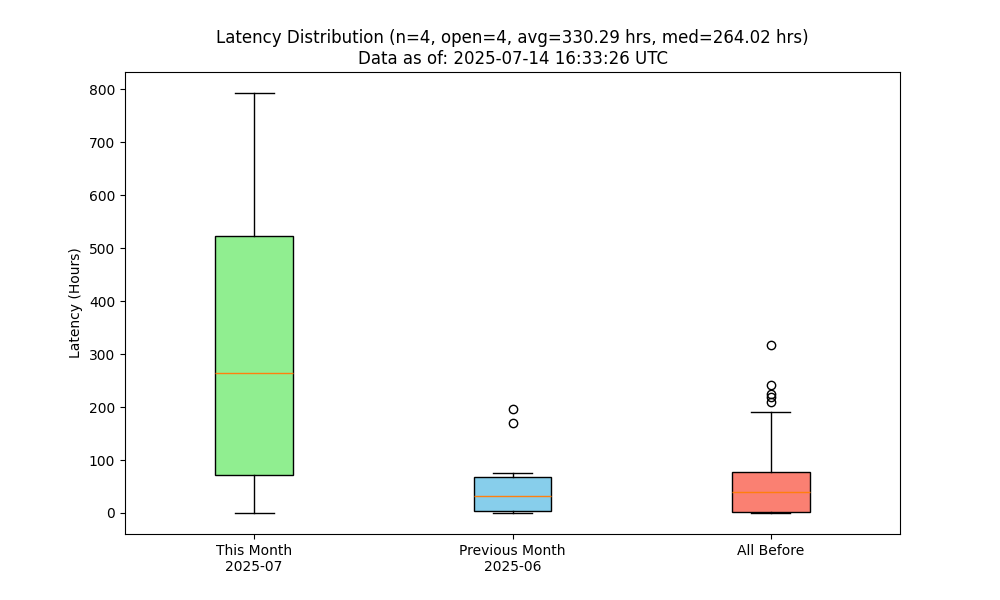 Latency Distribution (n=4, open=4, avg=330.29 hrs, med=264.02 hrs)
Data as of: 2025-07-14 16:33:26 UTC
Latency (Hours)
800
700
600
500
400
300
200
100
0
This Month
2025-07
Previous Month
2025-06
All Before